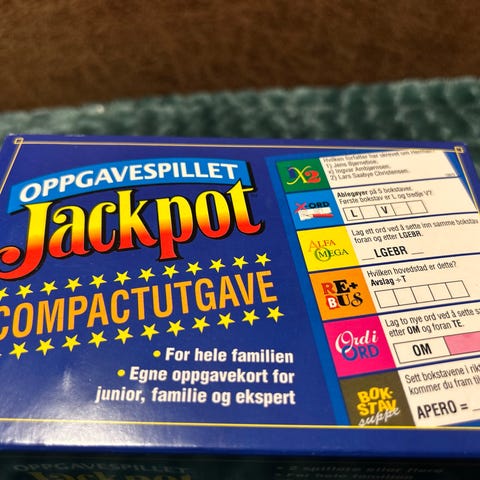 OPPGAVESPILLET
Jackpot
COMPACTUTGAVE
• For hele familien
• Egne oppgavekort for
junior, familie og ekspert
X2
Hvilken forfatter har skrevet om Herman?
1) Jens Bjørneboe.
x) Ingvar Ambjørnsen.
2) Lars Saabye Christensen.
X-ORD
Ablegøyer på 5 bokstaver.
Første bokstav er L og tredje V?
L V
ALFA
OMEGA
Lag ett ord ved å sette inn samme bokstav
foran og etter LGEBR.
LGEBR
RE+
BUS
Hvilken hovedstad er dette?
Avslag ÷ T
Ord i
ORD
Lag to nye ord ved å sette
etter OM og foran TE.
OM
BOK-
STAV
suppe
Sett bokstavene i
kommer du fram til
APERO =
OPPGAVESPILLET
Jackpot